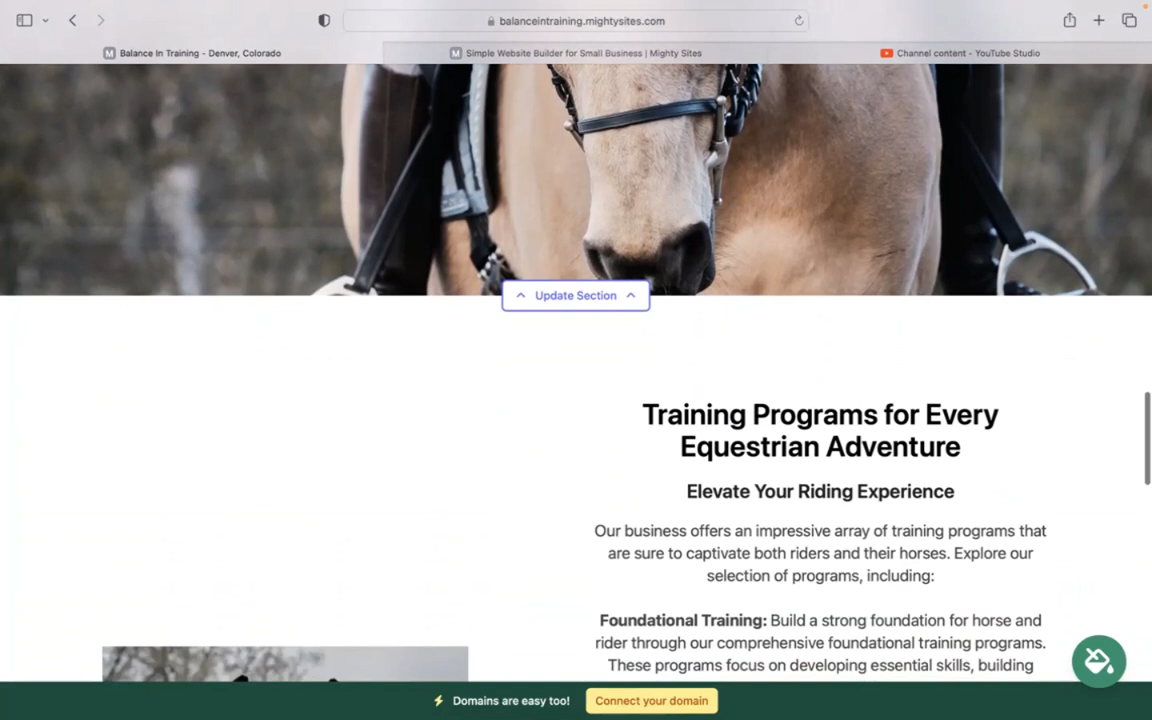 balanceintraining.mightysites.com
Balance In Training - Denver, Colorado
Simple Website Builder for Small Business | Mighty Sites
Channel content - YouTube Studio
Update Section
Training Programs for Every
Equestrian Adventure
Elevate Your Riding Experience
Our business offers an impressive array of training programs that
are sure to captivate both riders and their horses. Explore our
selection of programs, including:
Foundational Training: Build a strong foundation for horse and
rider through our comprehensive foundational training programs.
These programs focus on developing essential skills, building
Domains are easy too!
Connect your domain